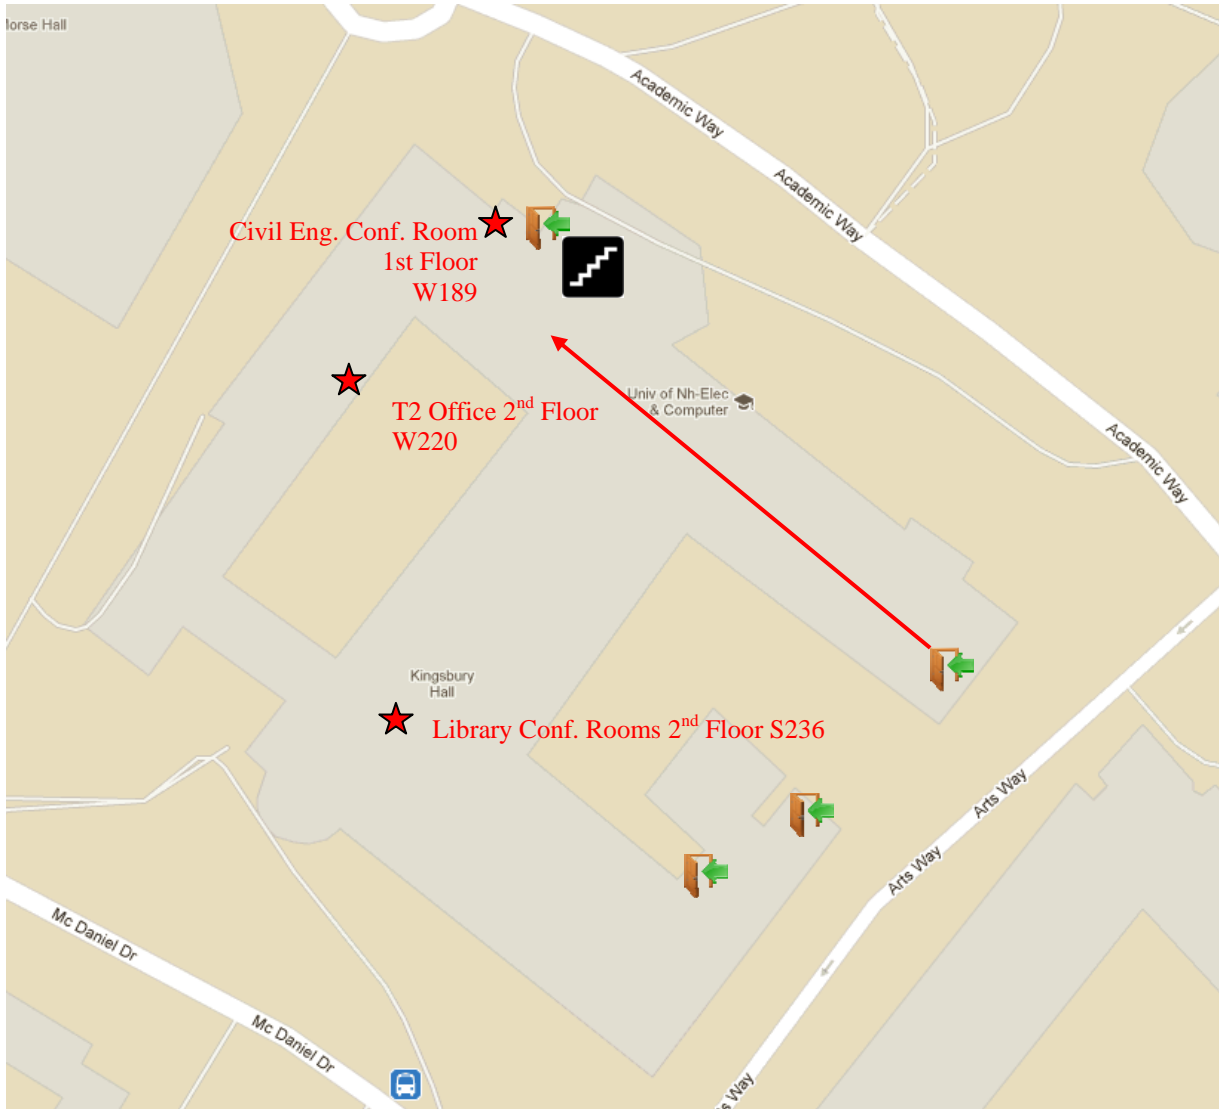 Morse Hall
Academic Way
Academic Way
Civil Eng. Conf. Room
1st Floor
W189
Univ of Nh-Elec
& Computer
T2 Office 2nd Floor
W220
Academic Way
Kingsbury
Hall
Library Conf. Rooms 2nd Floor S236
Arts Way
Arts Way
Mc Daniel Dr
Mc Daniel Dr
Way